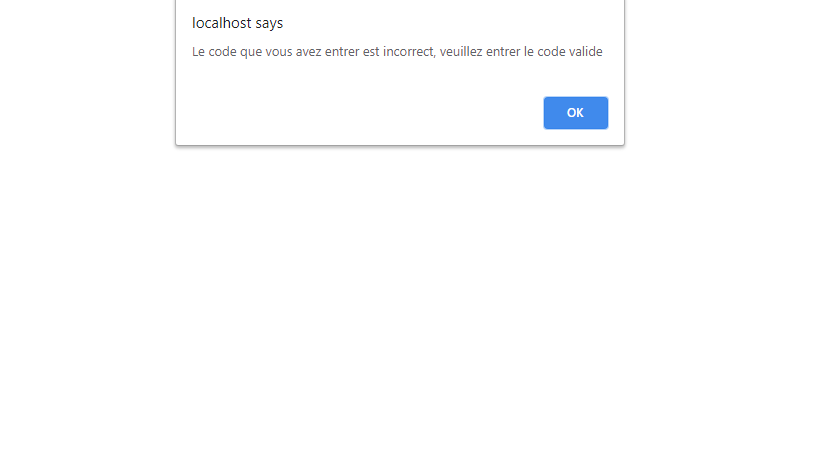 localhost says
Le code que vous avez entrer est incorrect, veuillez entrer le code valide
OK